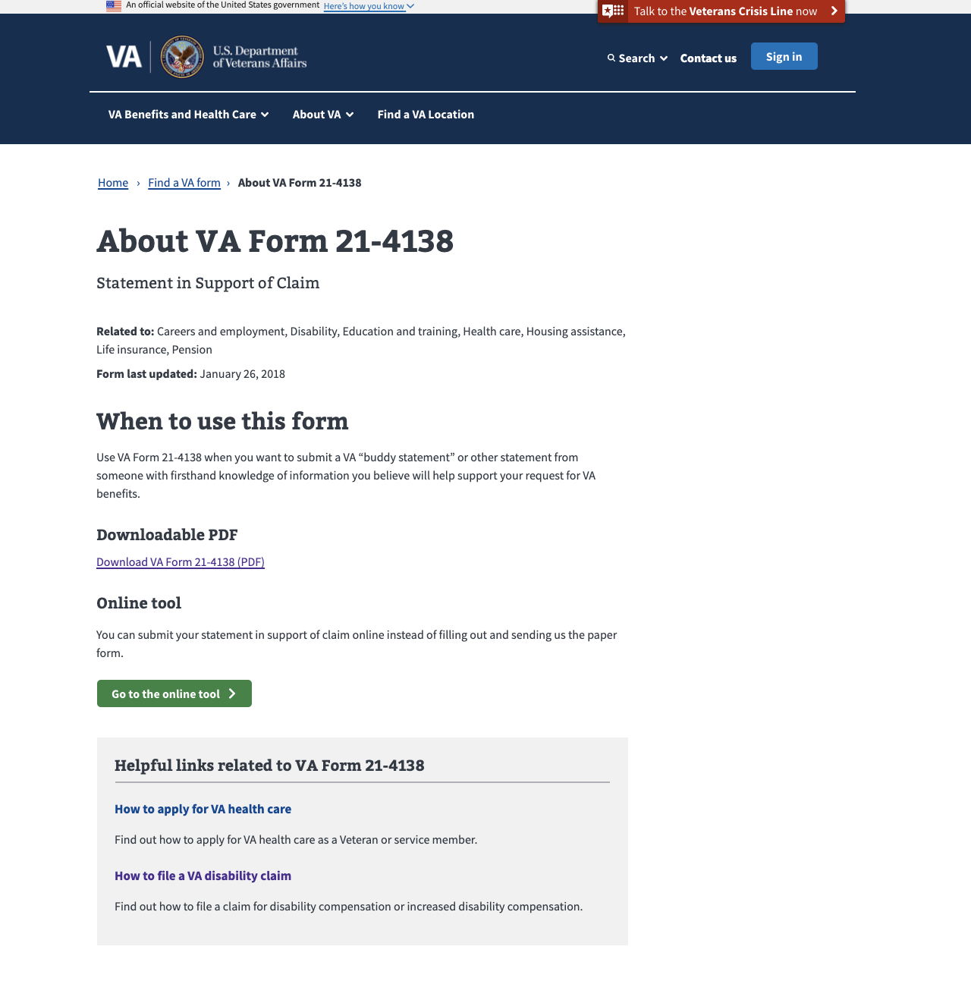 An official website of the United States government Here's how you know
Talk to the Veterans Crisis Line now
VA
U.S. Department
of Veterans Affairs
Search
Contact us
Sign in
VA Benefits and Health Care
About VA
Find a VA Location
Home › Find a VA form › About VA Form 21-4138
About VA Form 21-4138
Statement in Support of Claim
Related to: Careers and employment, Disability, Education and training, Health care, Housing assistance,
Life insurance, Pension
Form last updated: January 26, 2018
When to use this form
Use VA Form 21-4138 when you want to submit a VA “buddy statement” or other statement from
someone with firsthand knowledge of information you believe will help support your request for VA
benefits.
Downloadable PDF
Download VA Form 21-4138 (PDF)
Online tool
You can submit your statement in support of claim online instead of filling out and sending us the paper
form.
Go to the online tool
Helpful links related to VA Form 21-4138
How to apply for VA health care
Find out how to apply for VA health care as a Veteran or service member.
How to file a VA disability claim
Find out how to file a claim for disability compensation or increased disability compensation.